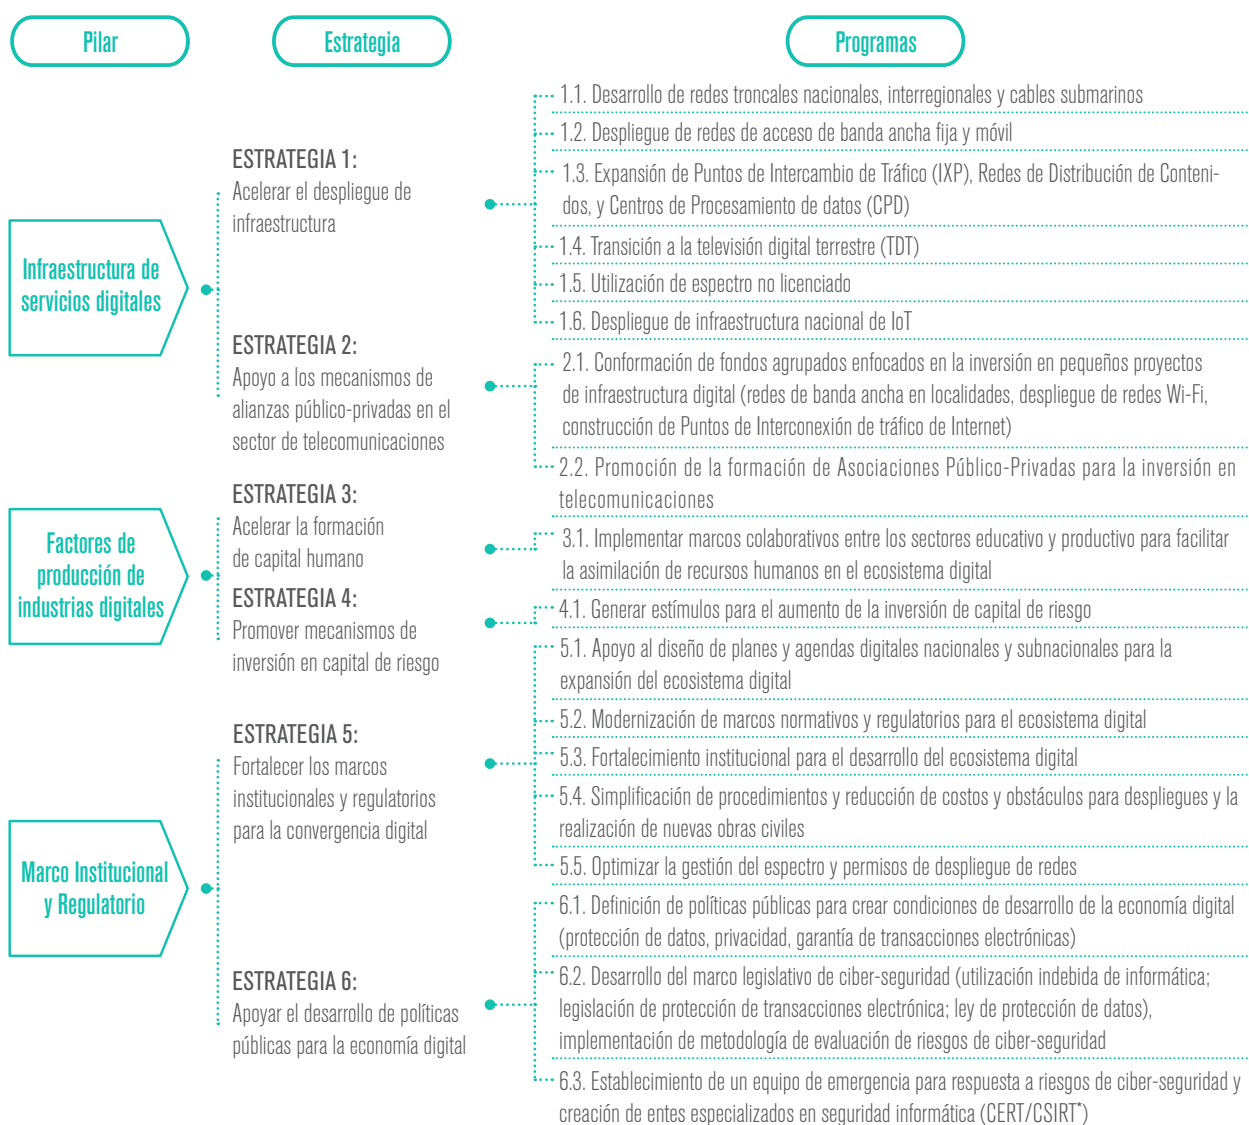 Pilar
Estrategia
Programas
Infraestructura de
servicios digitales
ESTRATEGIA 1:
Acelerar el despliegue de
infraestructura
1.1. Desarrollo de redes troncales nacionales, interregionales y cables submarinos
1.2. Despliegue de redes de acceso de banda ancha fija y móvil
1.3. Expansión de Puntos de Intercambio de Tráfico (IXP), Redes de Distribución de Conteni-
dos, y Centros de Procesamiento de datos (CPD)
1.4. Transición a la televisión digital terrestre (TDT)
1.5. Utilización de espectro no licenciado
1.6. Despliegue de infraestructura nacional de IoT
ESTRATEGIA 2:
Apoyo a los mecanismos de
alianzas público-privadas en el
sector de telecomunicaciones
2.1. Conformación de fondos agrupados enfocados en la inversión en pequeños proyectos
de infraestructura digital (redes de banda ancha en localidades, despliegue de redes Wi-Fi,
construcción de Puntos de Interconexión de tráfico de Internet)
2.2. Promoción de la formación de Asociaciones Público-Privadas para la inversión en
telecomunicaciones
Factores de
producción de
industrias digitales
ESTRATEGIA 3:
Acelerar la formación
de capital humano
3.1. Implementar marcos colaborativos entre los sectores educativo y productivo para facilitar
la asimilación de recursos humanos en el ecosistema digital
ESTRATEGIA 4:
Promover mecanismos de
inversión en capital de riesgo
4.1. Generar estímulos para el aumento de la inversión de capital de riesgo
Marco Institucional
y Regulatorio
ESTRATEGIA 5:
Fortalecer los marcos
institucionales y regulatorios
para la convergencia digital
5.1. Apoyo al diseño de planes y agendas digitales nacionales y subnacionales para la
expansión del ecosistema digital
5.2. Modernización de marcos normativos y regulatorios para el ecosistema digital
5.3. Fortalecimiento institucional para el desarrollo del ecosistema digital
5.4. Simplificación de procedimientos y reducción de costos y obstáculos para despliegues y la
realización de nuevas obras civiles
5.5. Optimizar la gestión del espectro y permisos de despliegue de redes
ESTRATEGIA 6:
Apoyar el desarrollo de políticas
públicas para la economía digital
6.1. Definición de políticas públicas para crear condiciones de desarrollo de la economía digital
(protección de datos, privacidad, garantía de transacciones electrónicas)
6.2. Desarrollo del marco legislativo de ciber-seguridad (utilización indebida de informática;
legislación de protección de transacciones electrónica; ley de protección de datos),
implementación de metodología de evaluación de riesgos de ciber-seguridad
6.3. Establecimiento de un equipo de emergencia para respuesta a riesgos de ciber-seguridad y
creación de entes especializados en seguridad informática (CERT/CSIRT*)